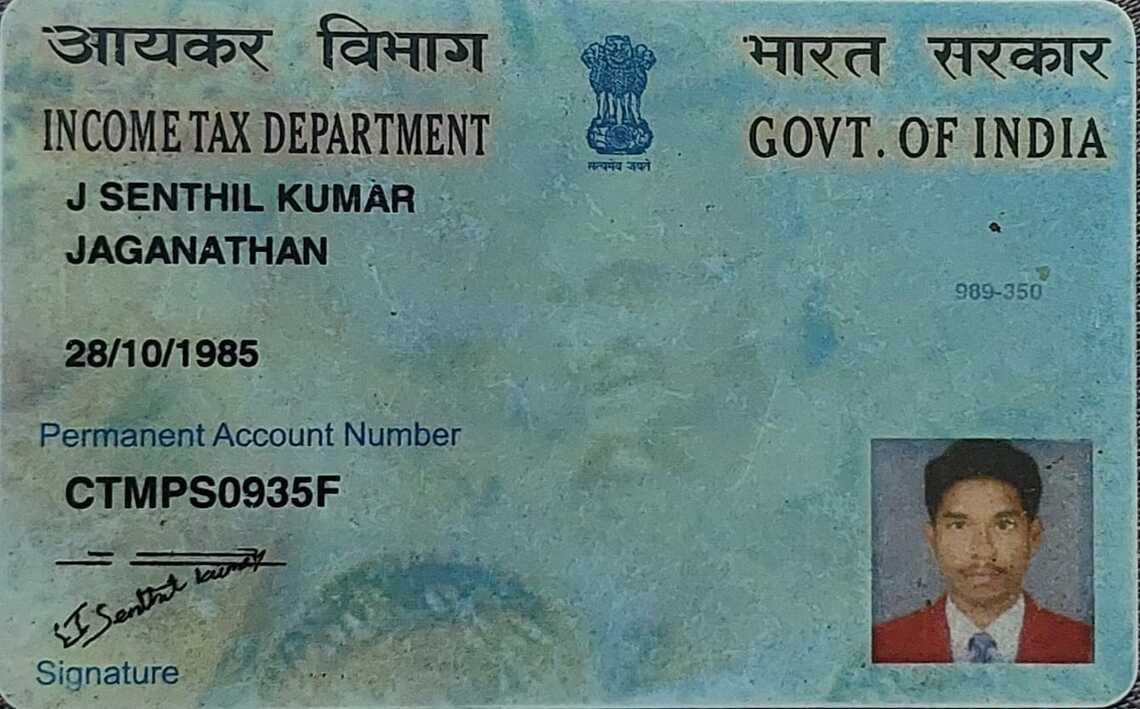 आयकर विभाग
INCOME TAX DEPARTMENT
भारत सरकार
GOVT. OF INDIA
सत्यमेव जयते
J SENTHIL KUMAR
JAGANATHAN
989-350
28/10/1985
Permanent Account Number
CTMPS0935F
J Senthil kumar
Signature